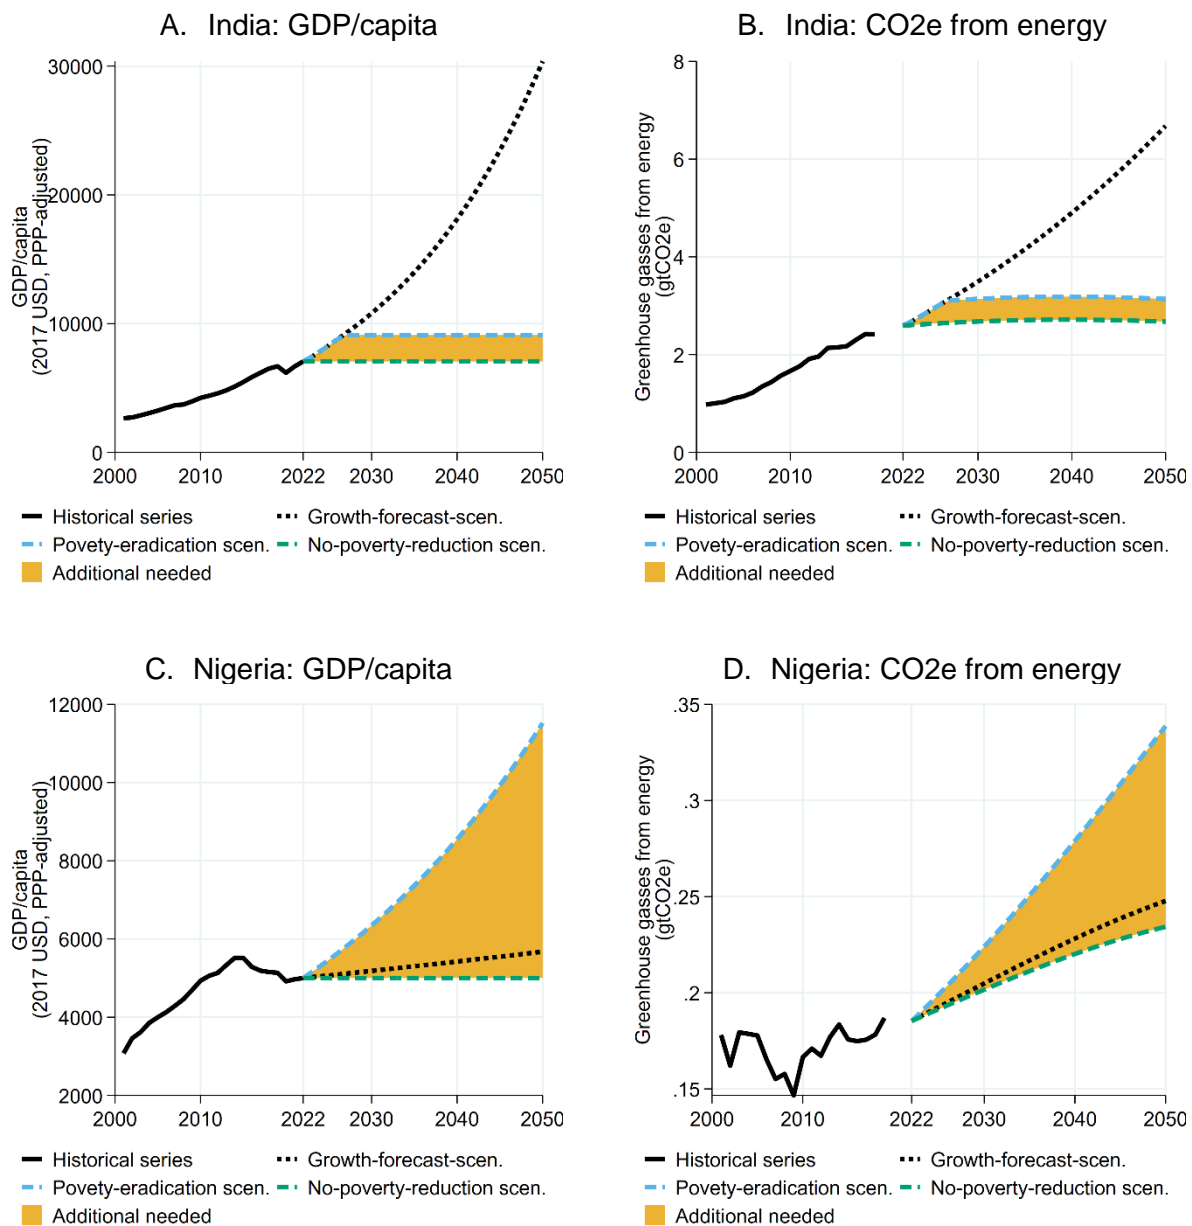 A. India: GDP/capita
GDP/capita
(2017 USD, PPP-adjusted)
30000
20000
10000
0
2000 2010 2022 2030 2040 2050
Historical series Growth-forecast-scen.
Povety-eradication scen. No-poverty-reduction scen.
Additional needed
B. India: CO2e from energy
Greenhouse gasses from energy
(gtCO2e)
8
6
4
2
0
2000 2010 2022 2030 2040 2050
Historical series Growth-forecast-scen.
Povety-eradication scen. No-poverty-reduction scen.
Additional needed
C. Nigeria: GDP/capita
GDP/capita
(2017 USD, PPP-adjusted)
12000
10000
8000
6000
4000
2000
2000 2010 2022 2030 2040 2050
Historical series Growth-forecast-scen.
Povety-eradication scen. No-poverty-reduction scen.
Additional needed
D. Nigeria: CO2e from energy
Greenhouse gasses from energy
(gtCO2e)
.35
.3
.25
.2
.15
2000 2010 2022 2030 2040 2050
Historical series Growth-forecast-scen.
Povety-eradication scen. No-poverty-reduction scen.
Additional needed